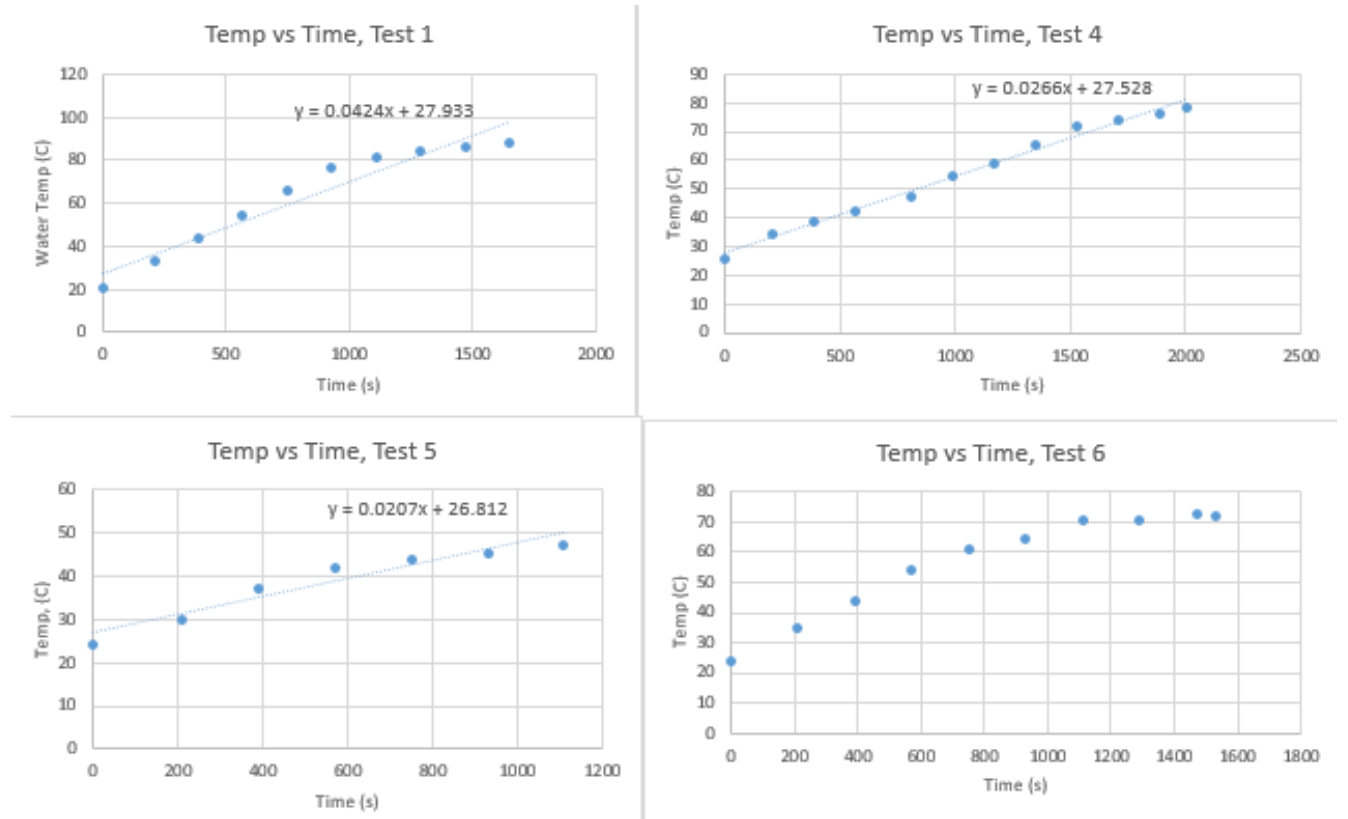 Temp vs Time, Test 1
y = 0.0424x + 27.933
Water Temp (C)
120
100
80
60
40
20
0
0 500 1000 1500 2000
Time (s)
Temp vs Time, Test 4
y = 0.0266x + 27.528
Temp (C)
90
80
70
60
50
40
30
20
10
0
0 500 1000 1500 2000 2500
Time (s)
Temp vs Time, Test 5
y = 0.0207x + 26.812
Temp, (C)
60
50
40
30
20
10
0
0 200 400 600 800 1000 1200
Time (s)
Temp vs Time, Test 6
Temp (C)
80
70
60
50
40
30
20
10
0
0 200 400 600 800 1000 1200 1400 1600 1800
Time (s)